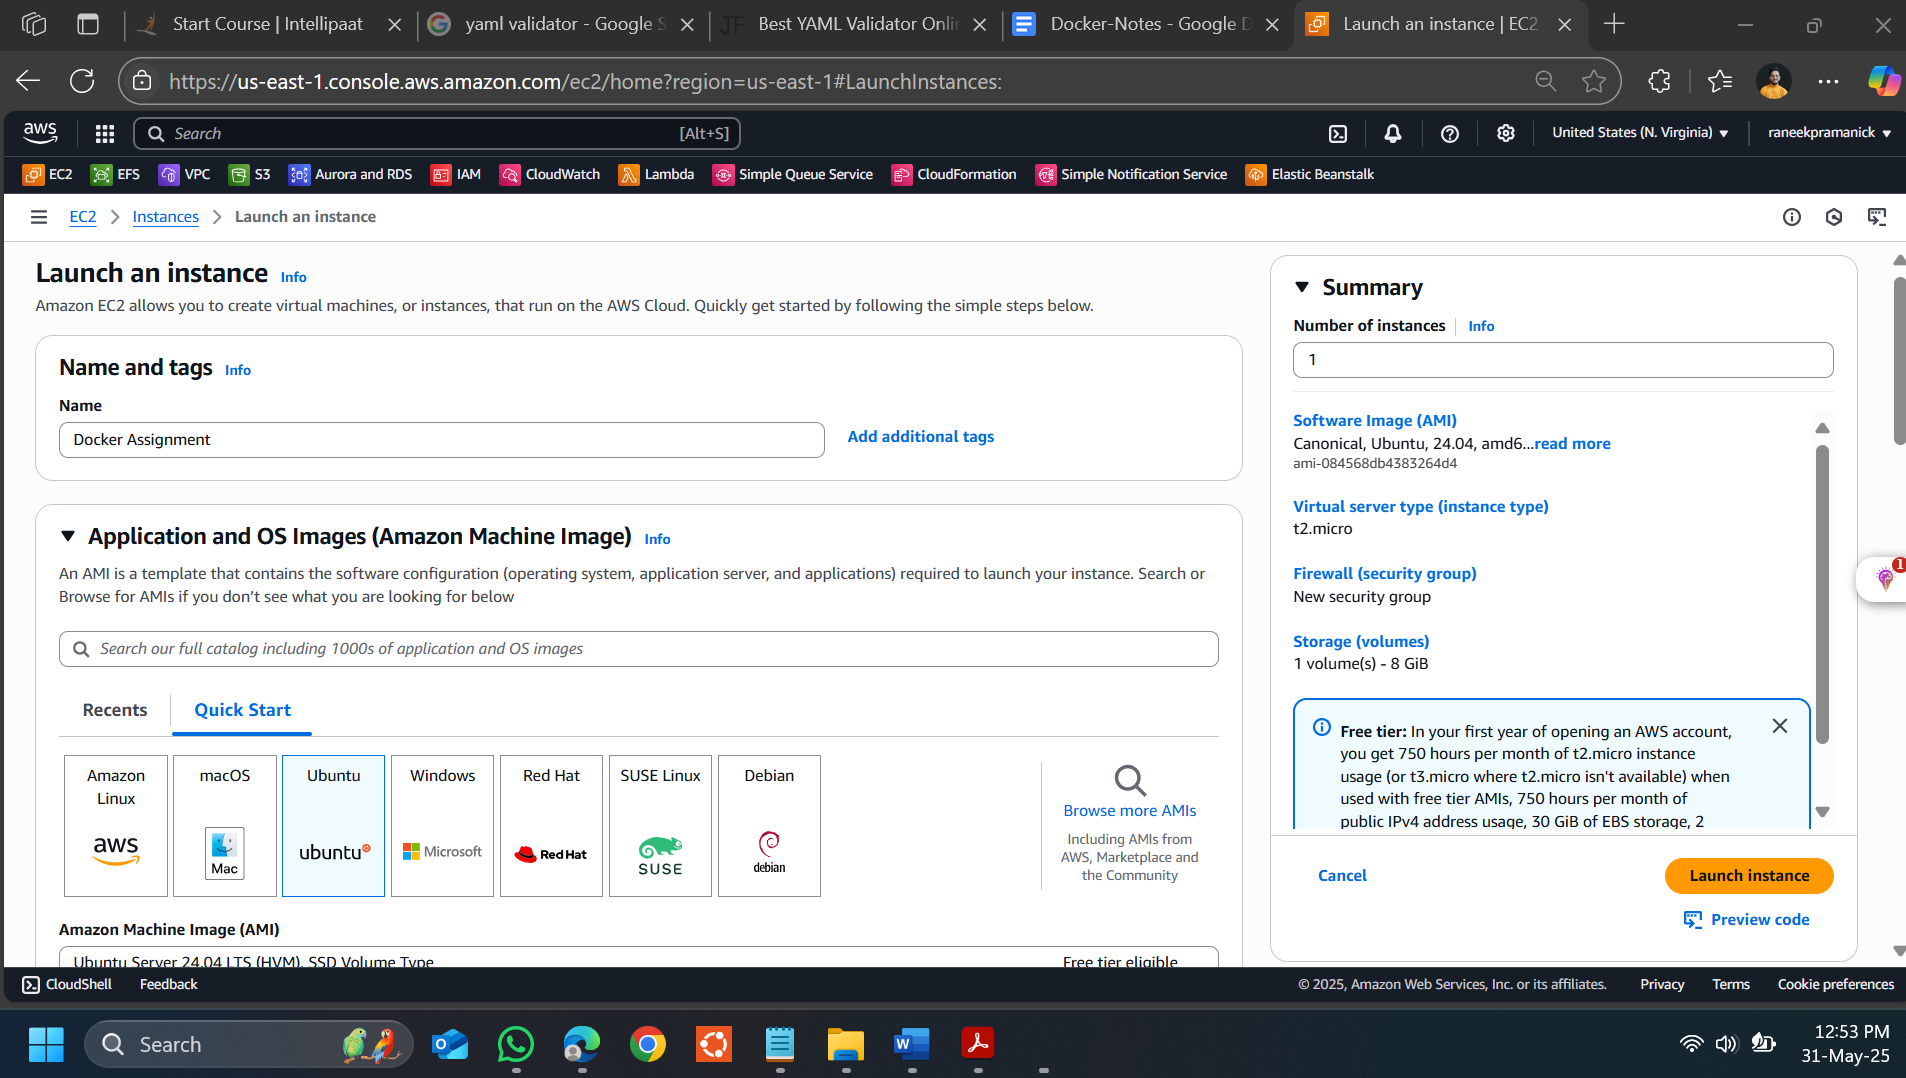 Start Course | Intellipaat
yaml validator - Google S
JF Best YAML Validator Onlin
Docker-Notes - Google D
Launch an instance | EC2
https://us-east-1.console.aws.amazon.com/ec2/home?region=us-east-1#LaunchInstances:
aws
Search
[Alt+S]
United States (N. Virginia)
raneekpramanick
EC2
EFS
VPC
S3
Aurora and RDS
IAM
CloudWatch
Lambda
Simple Queue Service
CloudFormation
Simple Notification Service
Elastic Beanstalk
EC2
Instances
Launch an instance
Launch an instance Info
Amazon EC2 allows you to create virtual machines, or instances, that run on the AWS Cloud. Quickly get started by following the simple steps below.
Name and tags Info
Name
Docker Assignment
Add additional tags
Application and OS Images (Amazon Machine Image) Info
An AMI is a template that contains the software configuration (operating system, application server, and applications) required to launch your instance. Search or
Browse for AMIs if you don't see what you are looking for below
Search our full catalog including 1000s of application and OS images
Recents
Quick Start
Amazon
Linux
aws
macOS
Mac
Ubuntu
ubuntu
Windows
Microsoft
Red Hat
Red Hat
SUSE Linux
SUSE
Debian
debian
Browse more AMIs
Including AMIs from
AWS, Marketplace and
the Community
Amazon Machine Image (AMI)
Ubuntu Server 24.04 LTS (HVM), SSD Volume Type
Free tier eligible
Summary
Number of instances Info
1
Software Image (AMI)
Canonical, Ubuntu, 24.04, amd6...read more
ami-084568db4383264d4
Virtual server type (instance type)
t2.micro
Firewall (security group)
New security group
Storage (volumes)
1 volume(s) - 8 GiB
Free tier: In your first year of opening an AWS account,
you get 750 hours per month of t2.micro instance
usage (or t3.micro where t2.micro isn't available) when
used with free tier AMIs, 750 hours per month of
public IPv4 address usage, 30 GiB of EBS storage, 2
Cancel
Launch instance
Preview code
1
CloudShell
Feedback
© 2025, Amazon Web Services, Inc. or its affiliates.
Privacy
Terms
Cookie preferences
Search
12:53 PM
31-May-25